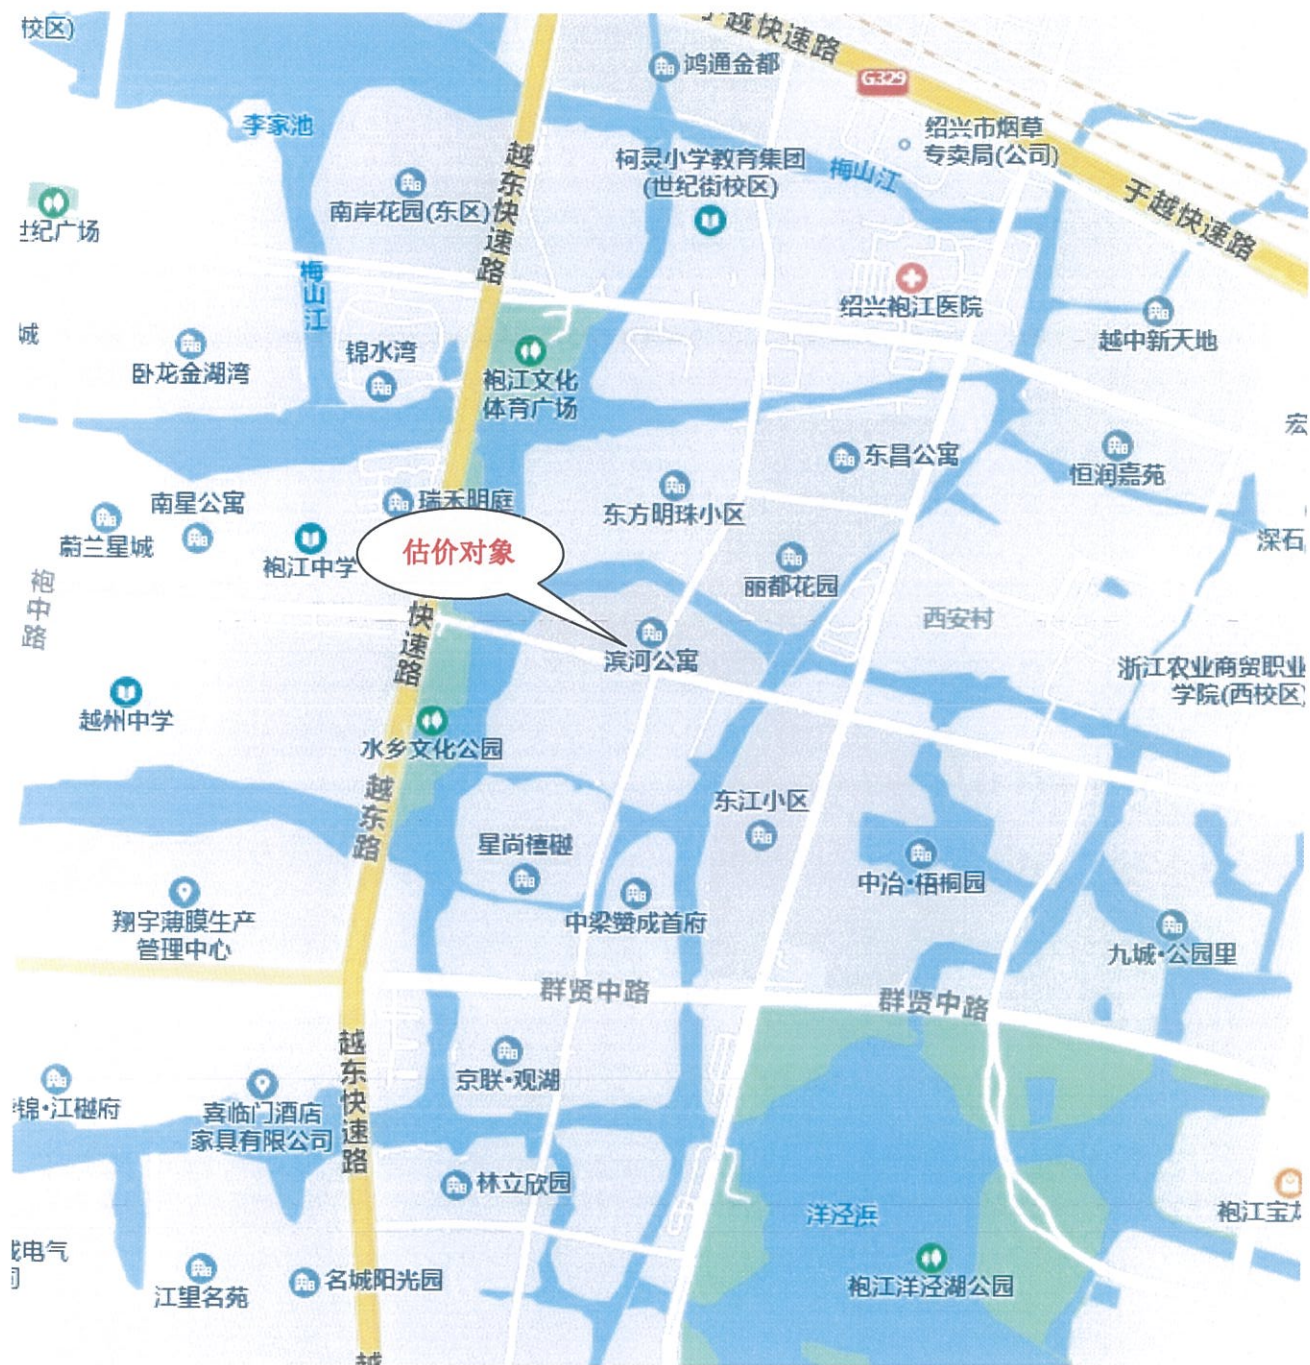 校区)
于越快速路
鸿通金都
G329
李家池
绍兴市烟草
专卖局(公司)
越东快速路
柯灵小学教育集团
(世纪街校区)
梅山江
南岸花园(东区)
于越快速路
世纪广场
梅山江
绍兴袍江医院
越中新天地
城
锦水湾
卧龙金湖湾
袍江文化
体育广场
宏
东昌公寓
恒润嘉苑
南星公寓
瑞禾明庭
东方明珠小区
蔚兰星城
袍江中学
估价对象
深石
丽都花园
袍中路
快速路
西安村
滨河公寓
浙江农业商贸职业
学院(西校区)
越州中学
水乡文化公园
越东路
东江小区
星尚禧樾
中冶·梧桐园
翔宇薄膜生产
管理中心
中梁赞成首府
九城·公园里
群贤中路
群贤中路
越东快速路
京联·观湖
锦·江樾府
喜临门酒店
家具有限公司
林立欣园
洋泾浜
袍江宝龙
电气
司
江望名苑
名城阳光园
袍江洋泾湖公园
越